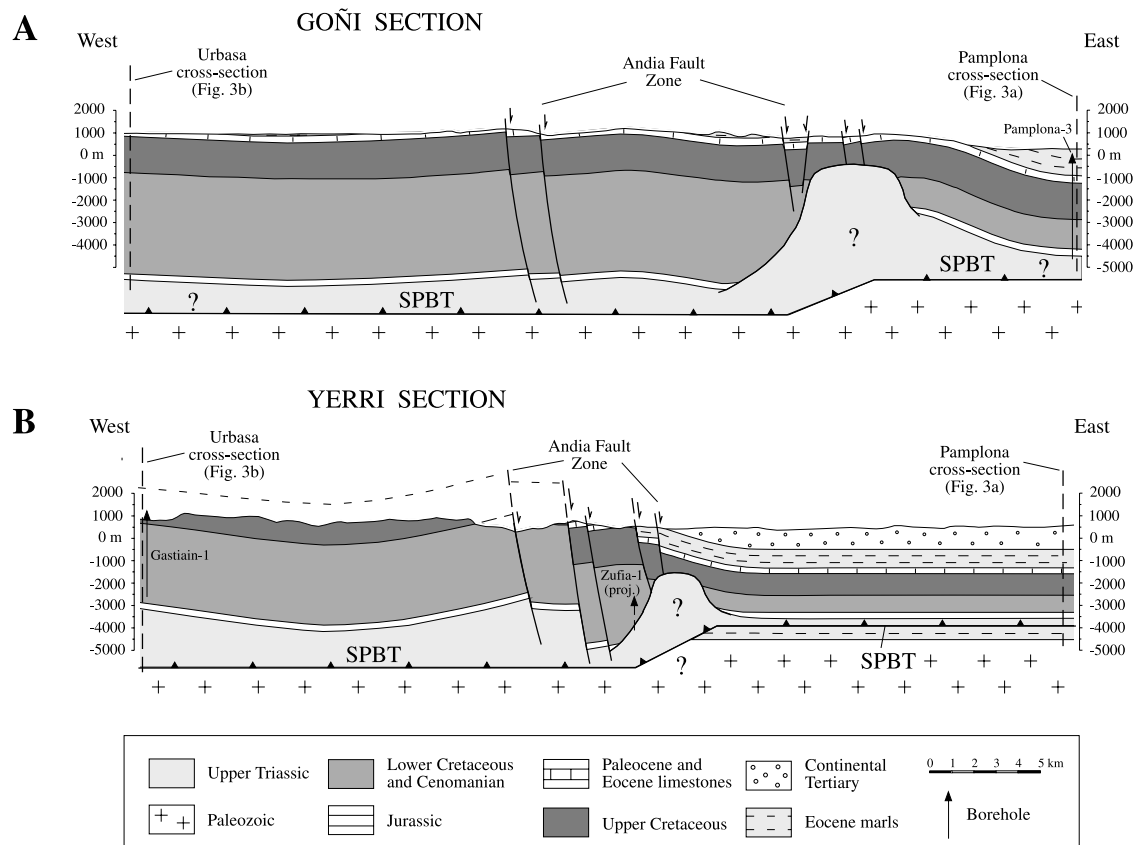 A
GOÑI SECTION
West
East
Urbasa
cross-section
(Fig. 3b)
Andia Fault
Zone
Pamplona
cross-section
(Fig. 3a)
2000
1000
0 m
-1000
-2000
-3000
-4000
2000
1000
0 m
-1000
-2000
-3000
-4000
-5000
Pamplona-3
?
?
SPBT
SPBT
?
B
YERRI SECTION
West
East
Urbasa
cross-section
(Fig. 3b)
Andia Fault
Zone
Pamplona
cross-section
(Fig. 3a)
2000
1000
0 m
-1000
-2000
-3000
-4000
-5000
2000
1000
0 m
-1000
-2000
-3000
-4000
-5000
Gastiain-1
Zufia-1
(proj.)
?
SPBT
?
SPBT
Upper Triassic
Lower Cretaceous
and Cenomanian
Paleocene and
Eocene limestones
Continental
Tertiary
0 1 2 3 4 5 km
Paleozoic
Jurassic
Upper Cretaceous
Eocene marls
Borehole